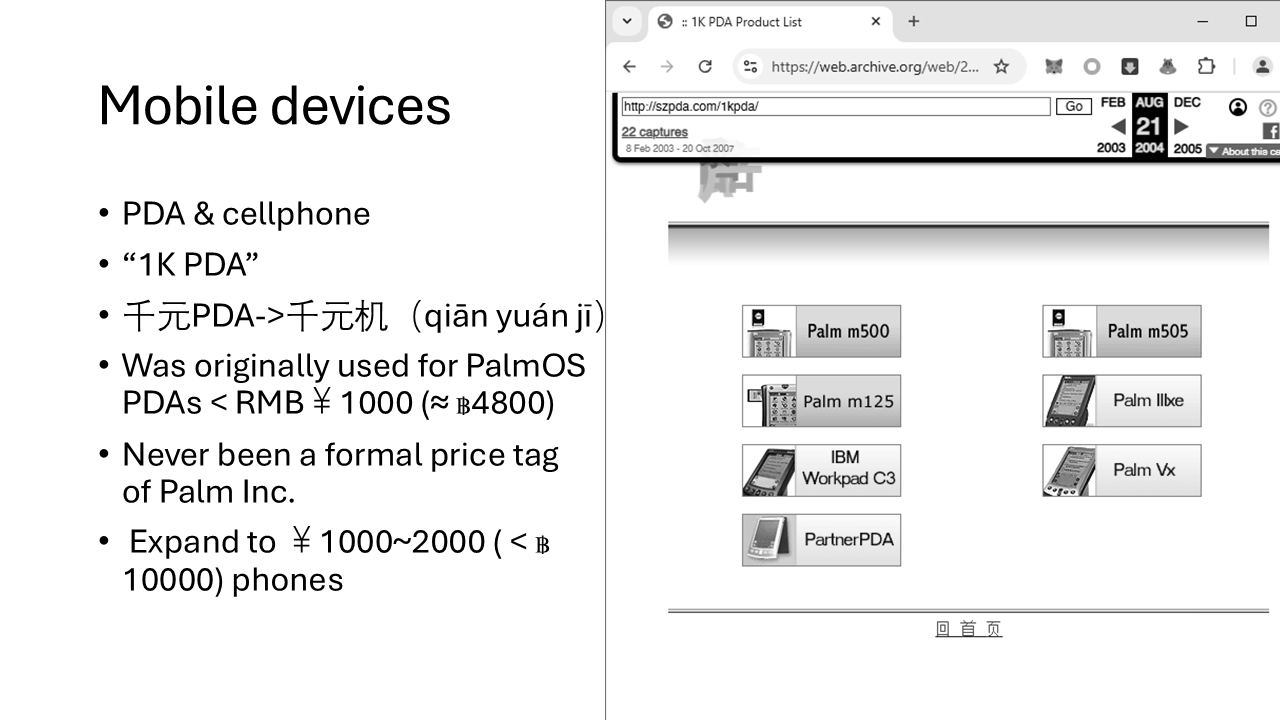 Mobile devices
• PDA & cellphone
• “1K PDA”
• 千元PDA->千元机（qiān yuán jī）
• Was originally used for PalmOS
PDAs < RMB￥1000 (≈ ฿4800)
• Never been a formal price tag
of Palm Inc.
• Expand to ￥1000~2000 ( < ฿
10000) phones
:: 1K PDA Product List
https://web.archive.org/web/2...
http://szpda.com/1kpda/
Go
FEB AUG DEC
22 captures
21
8 Feb 2003 - 20 Oct 2007
2003 2004 2005
About this ca
Palm m500
Palm m505
Palm m125
Palm IIIxe
IBM
Workpad C3
Palm Vx
PartnerPDA
回 首 页